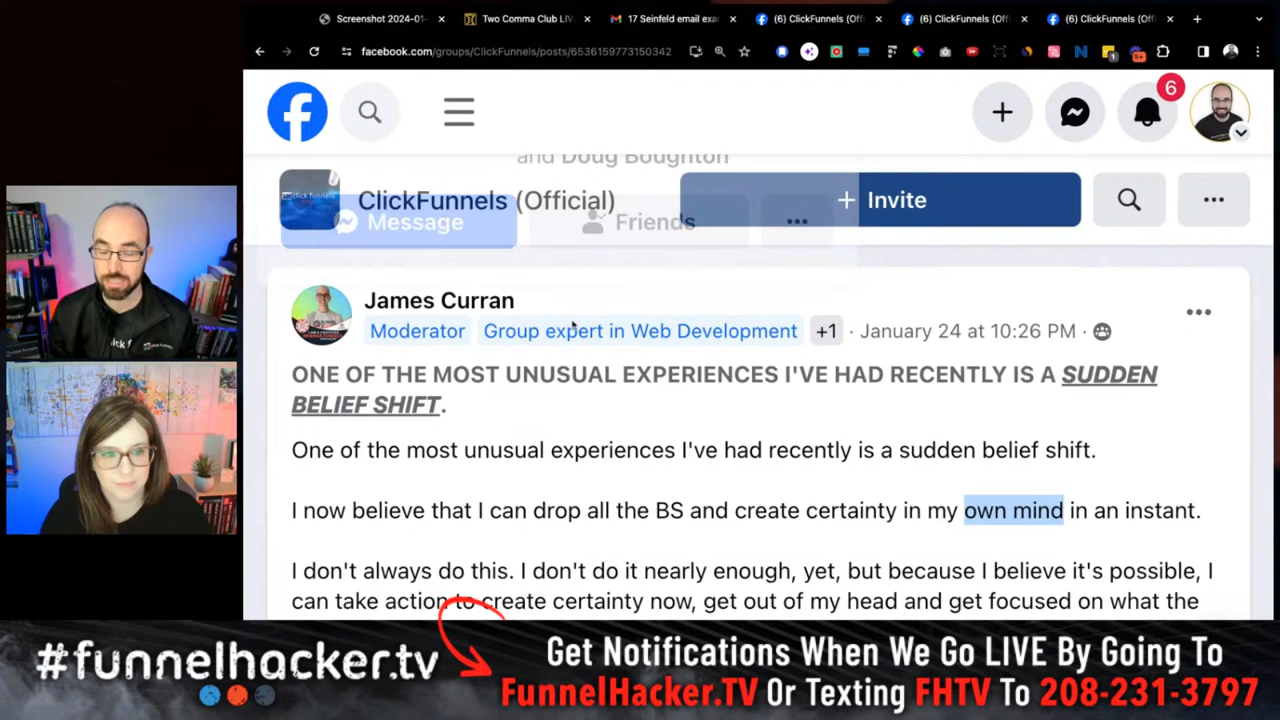 Screenshot 2024-01-
Two Comma Club LIV
17 Seinfeld email exa
(6) ClickFunnels (Offi
(6) ClickFunnels (Offi
(6) ClickFunnels (Offi
facebook.com/groups/ClickFunnels/posts/6536159773150342
6
and Doug Boughton
ClickFunnels (Official)
Invite
Message
Friends
James Curran
Moderator
Group expert in Web Development
+1 · January 24 at 10:26 PM ·
ONE OF THE MOST UNUSUAL EXPERIENCES I'VE HAD RECENTLY IS A SUDDEN
BELIEF SHIFT.
One of the most unusual experiences I've had recently is a sudden belief shift.
I now believe that I can drop all the BS and create certainty in my own mind in an instant.
I don't always do this. I don't do it nearly enough, yet, but because I believe it's possible, I
can take action to create certainty now, get out of my head and get focused on what the
#funnelhacker.tv
Get Notifications When We Go LIVE By Going To
FunnelHacker.TV Or Texting FHTV To 208-231-3797